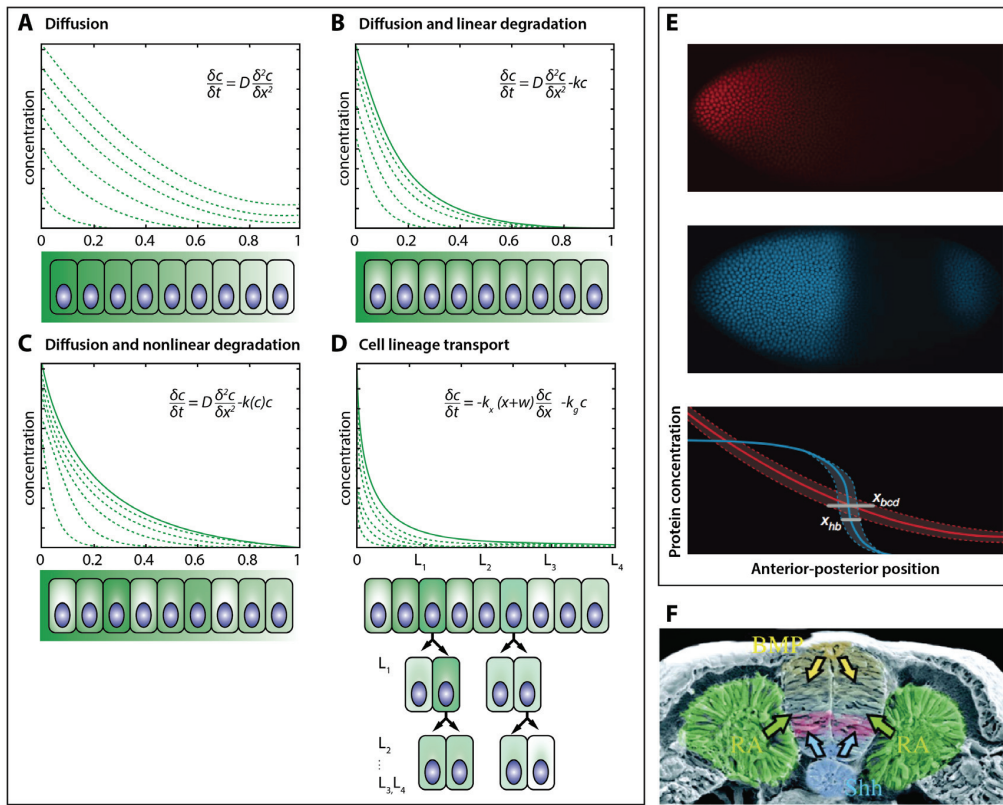 A Diffusion
concentration
δc/δt = D δ²c/δx²
0 0.2 0.4 0.6 0.8 1
B Diffusion and linear degradation
concentration
δc/δt = D δ²c/δx² -kc
0 0.2 0.4 0.6 0.8 1
C Diffusion and nonlinear degradation
concentration
δc/δt = D δ²c/δx² -k(c)c
0 0.2 0.4 0.6 0.8 1
D Cell lineage transport
concentration
δc/δt = -kₓ (x+w) δc/δx -k_g c
0 L₁ L₂ L₃ L₄
L₁
L₂
⋮
L₃,L₄
E
Protein concentration
x_bcd
x_hb
Anterior-posterior position
F
BMP
RA RA
Shh